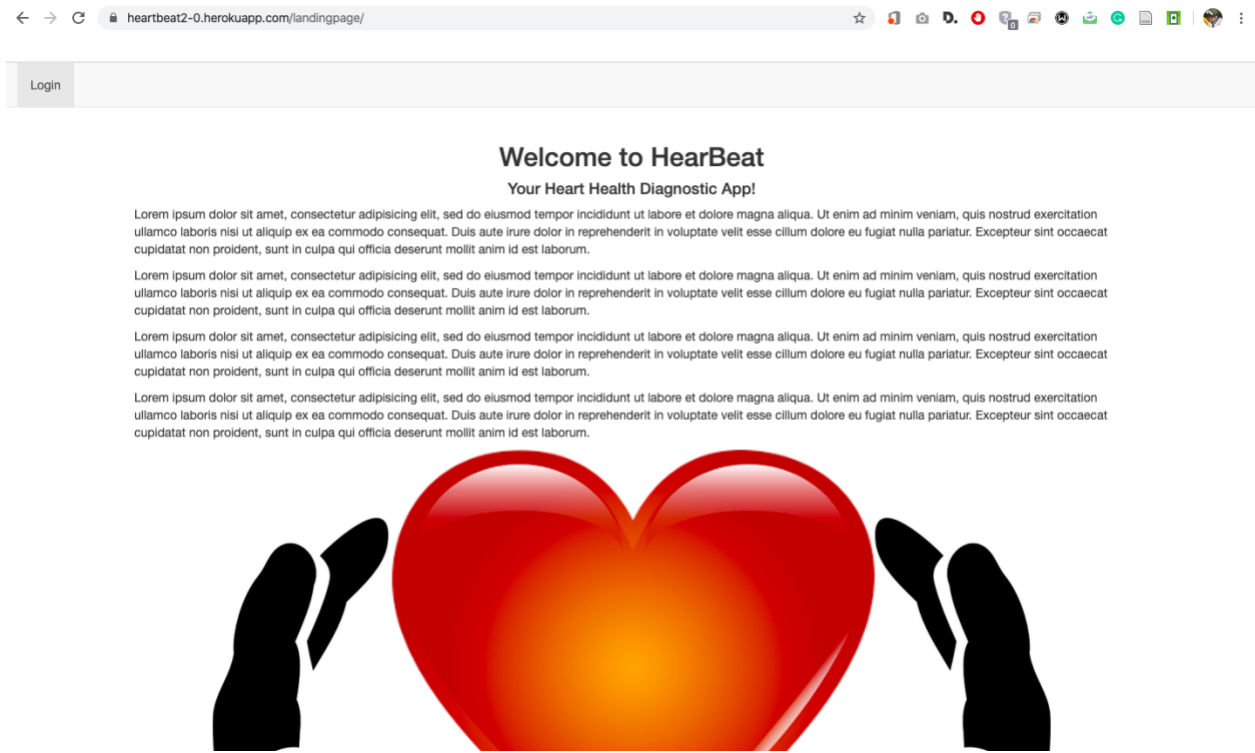 heartbeat2-0.herokuapp.com/landingpage/
D.
0
Login
Welcome to HearBeat
Your Heart Health Diagnostic App!
Lorem ipsum dolor sit amet, consectetur adipisicing elit, sed do eiusmod tempor incididunt ut labore et dolore magna aliqua. Ut enim ad minim veniam, quis nostrud exercitation
ullamco laboris nisi ut aliquip ex ea commodo consequat. Duis aute irure dolor in reprehenderit in voluptate velit esse cillum dolore eu fugiat nulla pariatur. Excepteur sint occaecat
cupidatat non proident, sunt in culpa qui officia deserunt mollit anim id est laborum.
Lorem ipsum dolor sit amet, consectetur adipisicing elit, sed do eiusmod tempor incididunt ut labore et dolore magna aliqua. Ut enim ad minim veniam, quis nostrud exercitation
ullamco laboris nisi ut aliquip ex ea commodo consequat. Duis aute irure dolor in reprehenderit in voluptate velit esse cillum dolore eu fugiat nulla pariatur. Excepteur sint occaecat
cupidatat non proident, sunt in culpa qui officia deserunt mollit anim id est laborum.
Lorem ipsum dolor sit amet, consectetur adipisicing elit, sed do eiusmod tempor incididunt ut labore et dolore magna aliqua. Ut enim ad minim veniam, quis nostrud exercitation
ullamco laboris nisi ut aliquip ex ea commodo consequat. Duis aute irure dolor in reprehenderit in voluptate velit esse cillum dolore eu fugiat nulla pariatur. Excepteur sint occaecat
cupidatat non proident, sunt in culpa qui officia deserunt mollit anim id est laborum.
Lorem ipsum dolor sit amet, consectetur adipisicing elit, sed do eiusmod tempor incididunt ut labore et dolore magna aliqua. Ut enim ad minim veniam, quis nostrud exercitation
ullamco laboris nisi ut aliquip ex ea commodo consequat. Duis aute irure dolor in reprehenderit in voluptate velit esse cillum dolore eu fugiat nulla pariatur. Excepteur sint occaecat
cupidatat non proident, sunt in culpa qui officia deserunt mollit anim id est laborum.